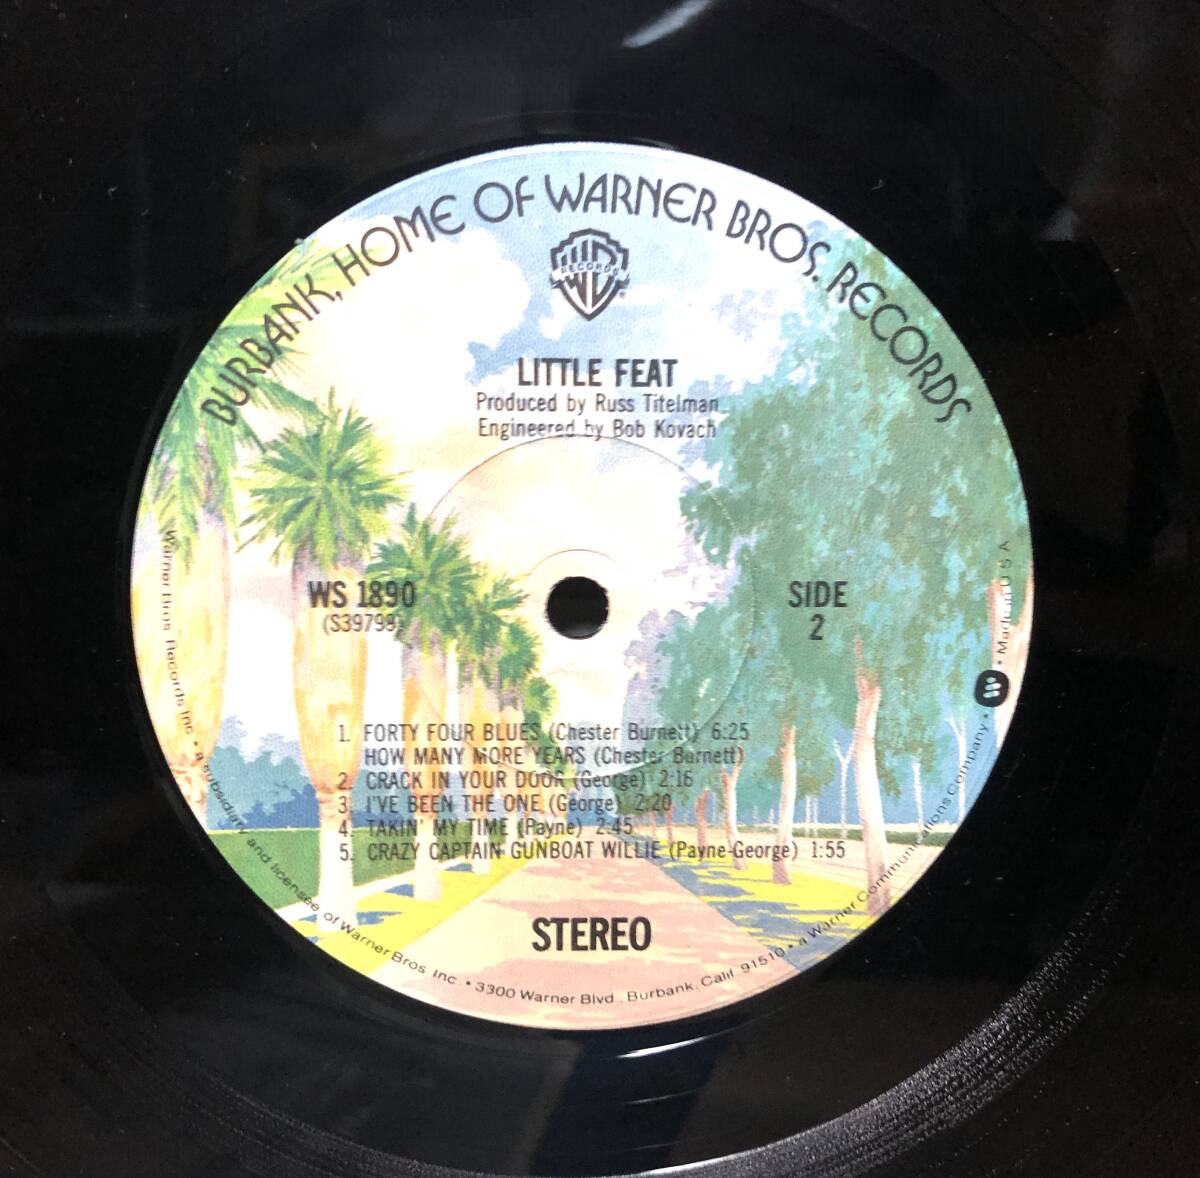 BURBANK, HOME OF WARNER BROS. RECORDS
WB
RECORDS
®
LITTLE FEAT
Produced by Russ Titelman
Engineered by Bob Kovach
WS 1890
(S39799)
SIDE
2
1. FORTY FOUR BLUES (Chester Burnett) 6:25
HOW MANY MORE YEARS (Chester Burnett)
2. CRACK IN YOUR DOOR (George) 2:16
3. I'VE BEEN THE ONE (George) 2:20
4. TAKIN' MY TIME (Payne) 2:45
5. CRAZY CAPTAIN GUNBOAT WILLIE (Payne-George) 1:55
STEREO
Warner Bros Records Inc • a subsidiary and licensee of Warner Bros. Inc. • 3300 Warner Blvd., Burbank, Calif. 91510 • a Warner Communications Company • Made in U S A